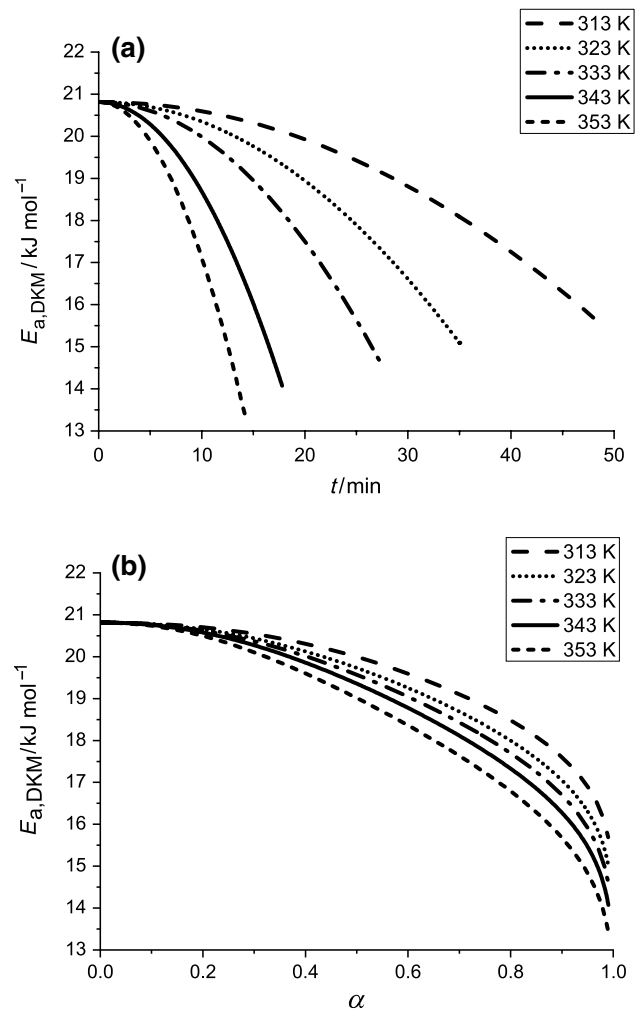 (a)
313 K
323 K
333 K
343 K
353 K
22
21
20
19
18
17
16
15
14
13
E a,DKM / kJ mol⁻¹
0 10 20 30 40 50
t/min
(b)
313 K
323 K
333 K
343 K
353 K
22
21
20
19
18
17
16
15
14
13
E a,DKM / kJ mol⁻¹
0.0 0.2 0.4 0.6 0.8 1.0
α